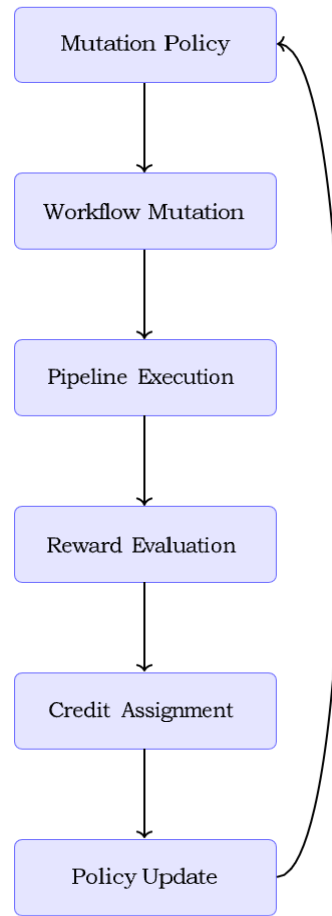 Mutation Policy
Workflow Mutation
Pipeline Execution
Reward Evaluation
Credit Assignment
Policy Update